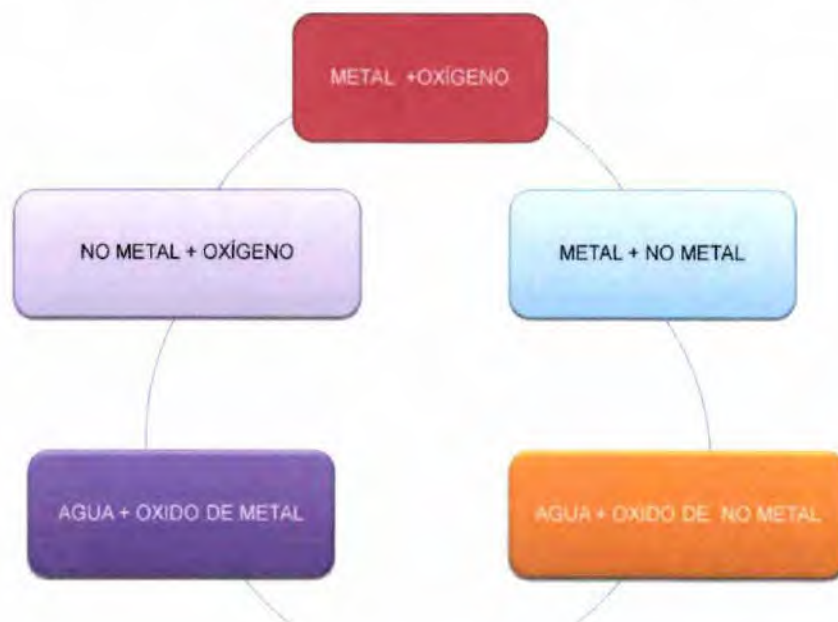 METAL +OXÍGENO
NO METAL + OXÍGENO
METAL + NO METAL
AGUA + OXIDO DE METAL
AGUA + OXIDO DE NO METAL